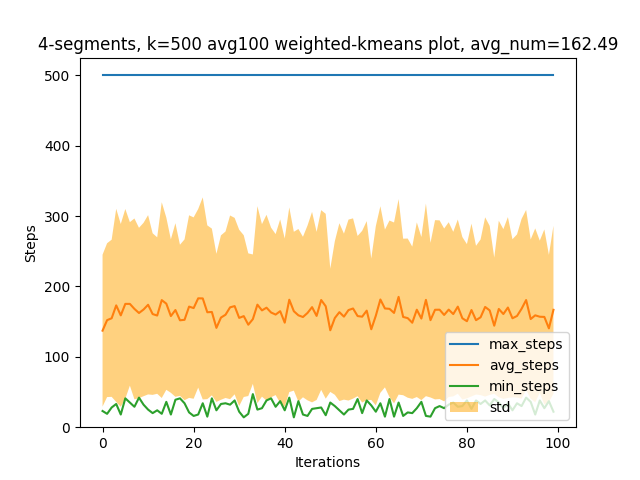 4-segments, k=500 avg100 weighted-kmeans plot, avg_num=162.49
500
400
300
200
100
0
Steps
max_steps
avg_steps
min_steps
std
0
20
40
60
80
100
Iterations